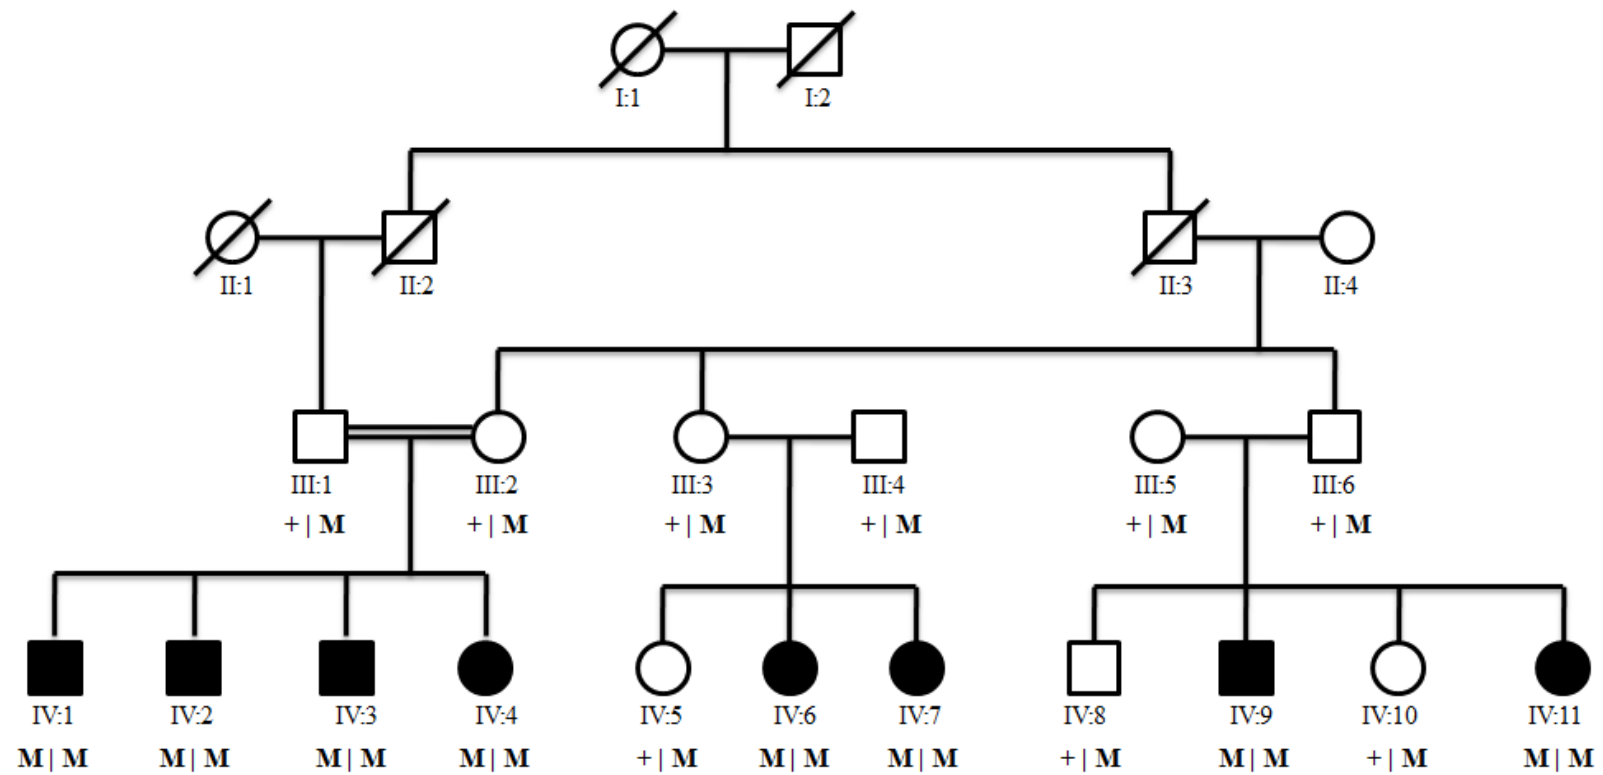 I:1 I:2
II:1 II:2 II:3 II:4
III:1 III:2 III:3 III:4 III:5 III:6
+ | M + | M + | M + | M + | M + | M
IV:1 IV:2 IV:3 IV:4 IV:5 IV:6 IV:7 IV:8 IV:9 IV:10 IV:11
M | M M | M M | M M | M + | M M | M M | M + | M M | M + | M M | M